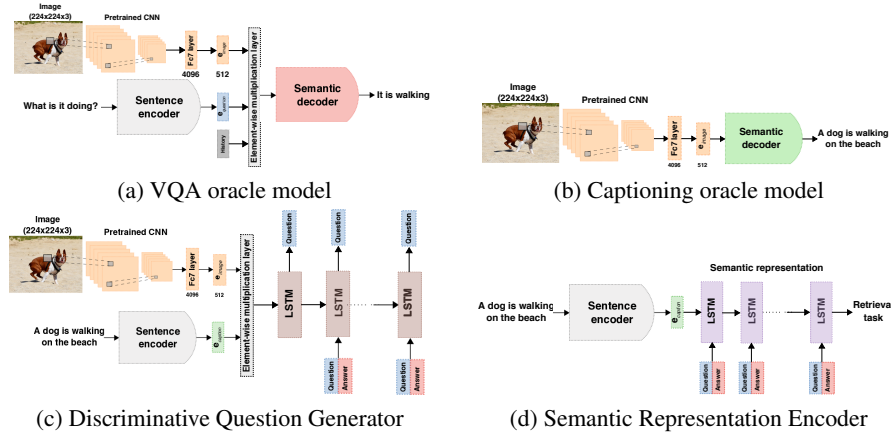 Image
(224x224x3)
Pretrained CNN
Fc7 layer
4096
e_image
512
What is it doing?
Sentence
encoder
e_question
History
Element-wise multiplication layer
Semantic
decoder
It is walking
(a) VQA oracle model
Image
(224x224x3)
Pretrained CNN
Fc7 layer
4096
e_image
512
Semantic
decoder
A dog is walking
on the beach
(b) Captioning oracle model
Image
(224x224x3)
Pretrained CNN
Fc7 layer
4096
e_image
512
A dog is walking
on the beach
Sentence
encoder
e_caption
Element-wise multiplication layer
Question
LSTM
Question
LSTM
Question
Answer
Question
LSTM
Question
Answer
(c) Discriminative Question Generator
A dog is walking
on the beach
Sentence
encoder
e_caption
Semantic representation
LSTM
Question
Answer
LSTM
Question
Answer
LSTM
Question
Answer
Retrieva
task
(d) Semantic Representation Encoder